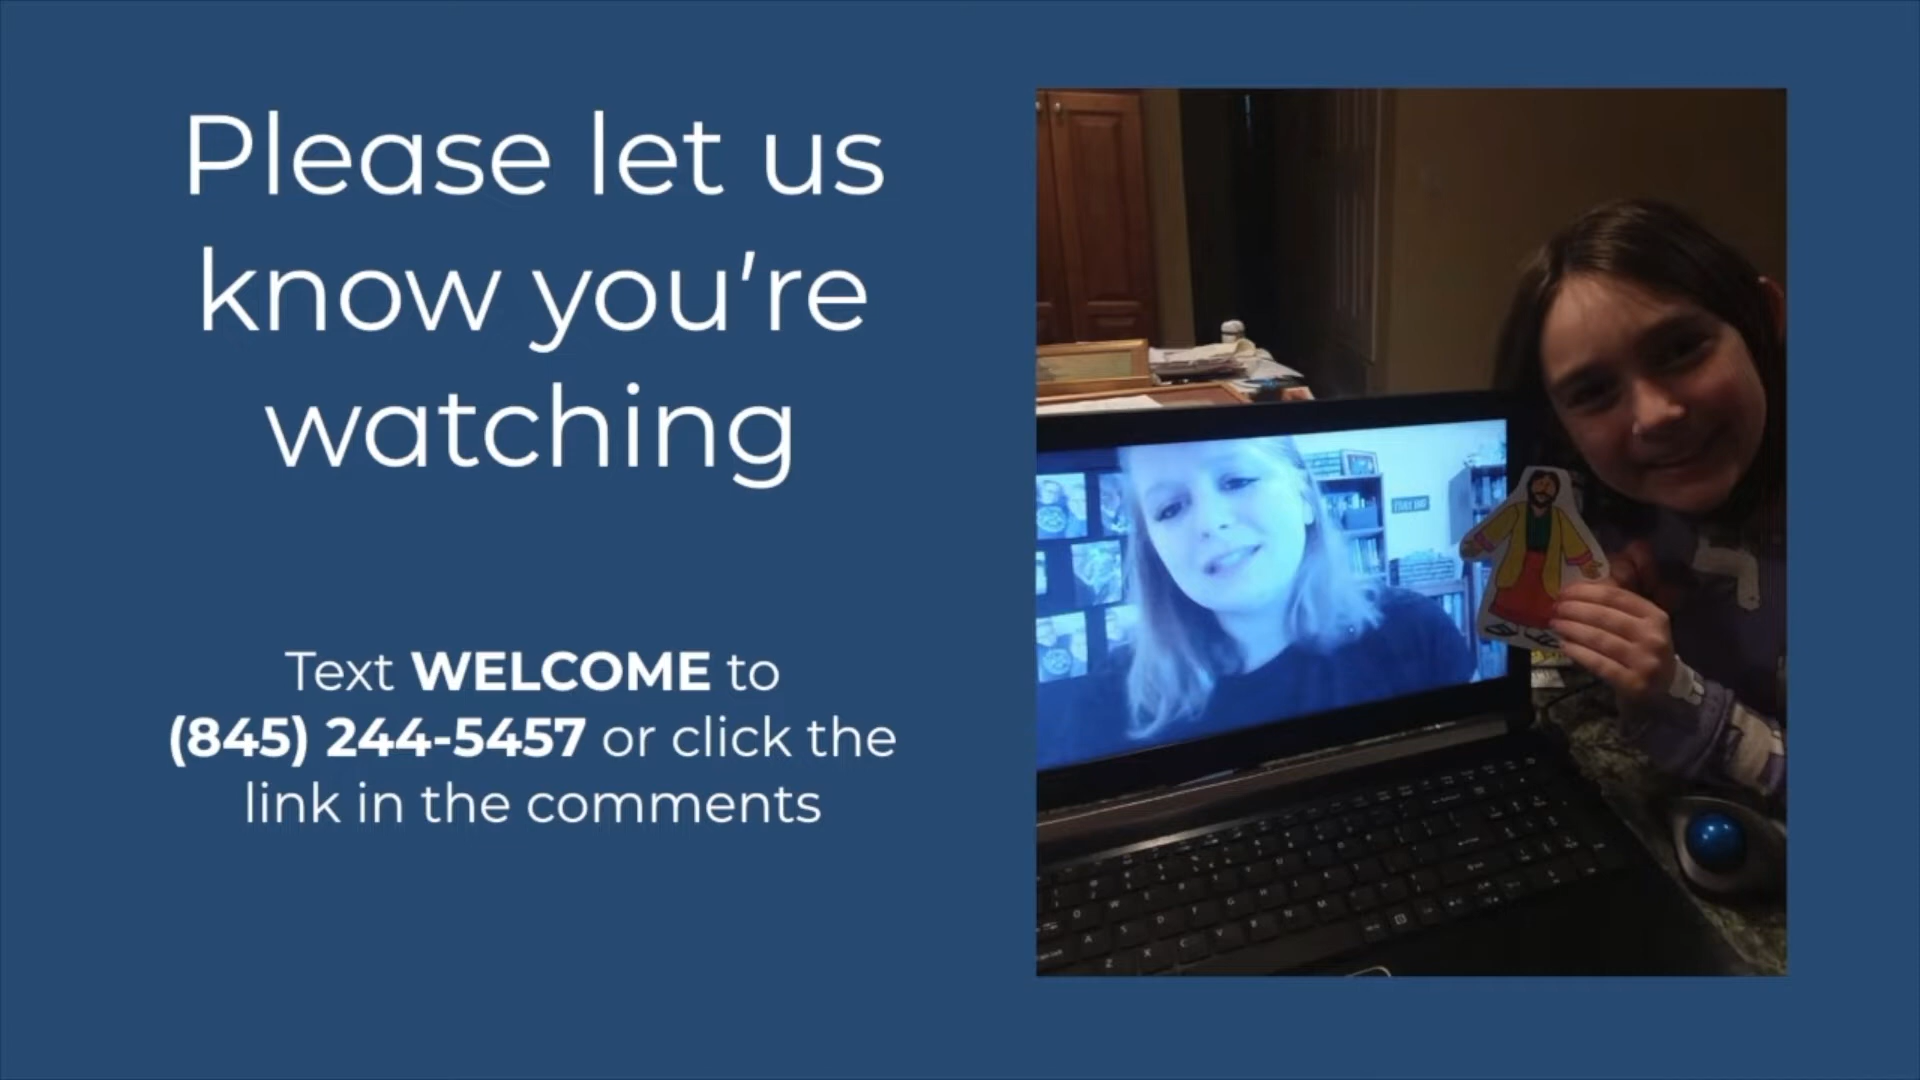 Please let us
know you’re
watching
Text WELCOME to
(845) 244-5457 or click the
link in the comments